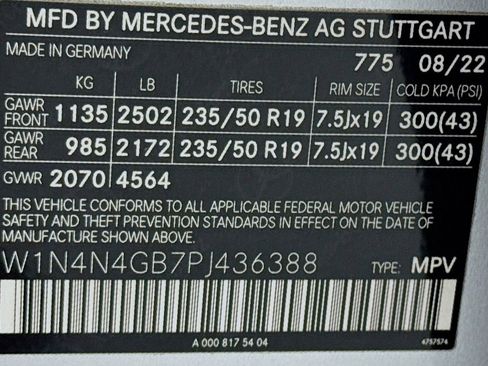 MFD BY MERCEDES-BENZ AG STUTTGART
MADE IN GERMANY 775 08/22
KG LB TIRES RIM SIZE COLD KPA (PSI)
GAWR FRONT 1135 2502 235/50 R19 7.5Jx19 300(43)
GAWR REAR 985 2172 235/50 R19 7.5Jx19 300(43)
GVWR 2070 4564
THIS VEHICLE CONFORMS TO ALL APPLICABLE FEDERAL MOTOR VEHICLE
SAFETY AND THEFT PREVENTION STANDARDS IN EFFECT ON THE DATE OF
MANUFACTURE SHOWN ABOVE.
W1N4N4GB7PJ436388 TYPE: MPV
A 000 817 54 04 4757574